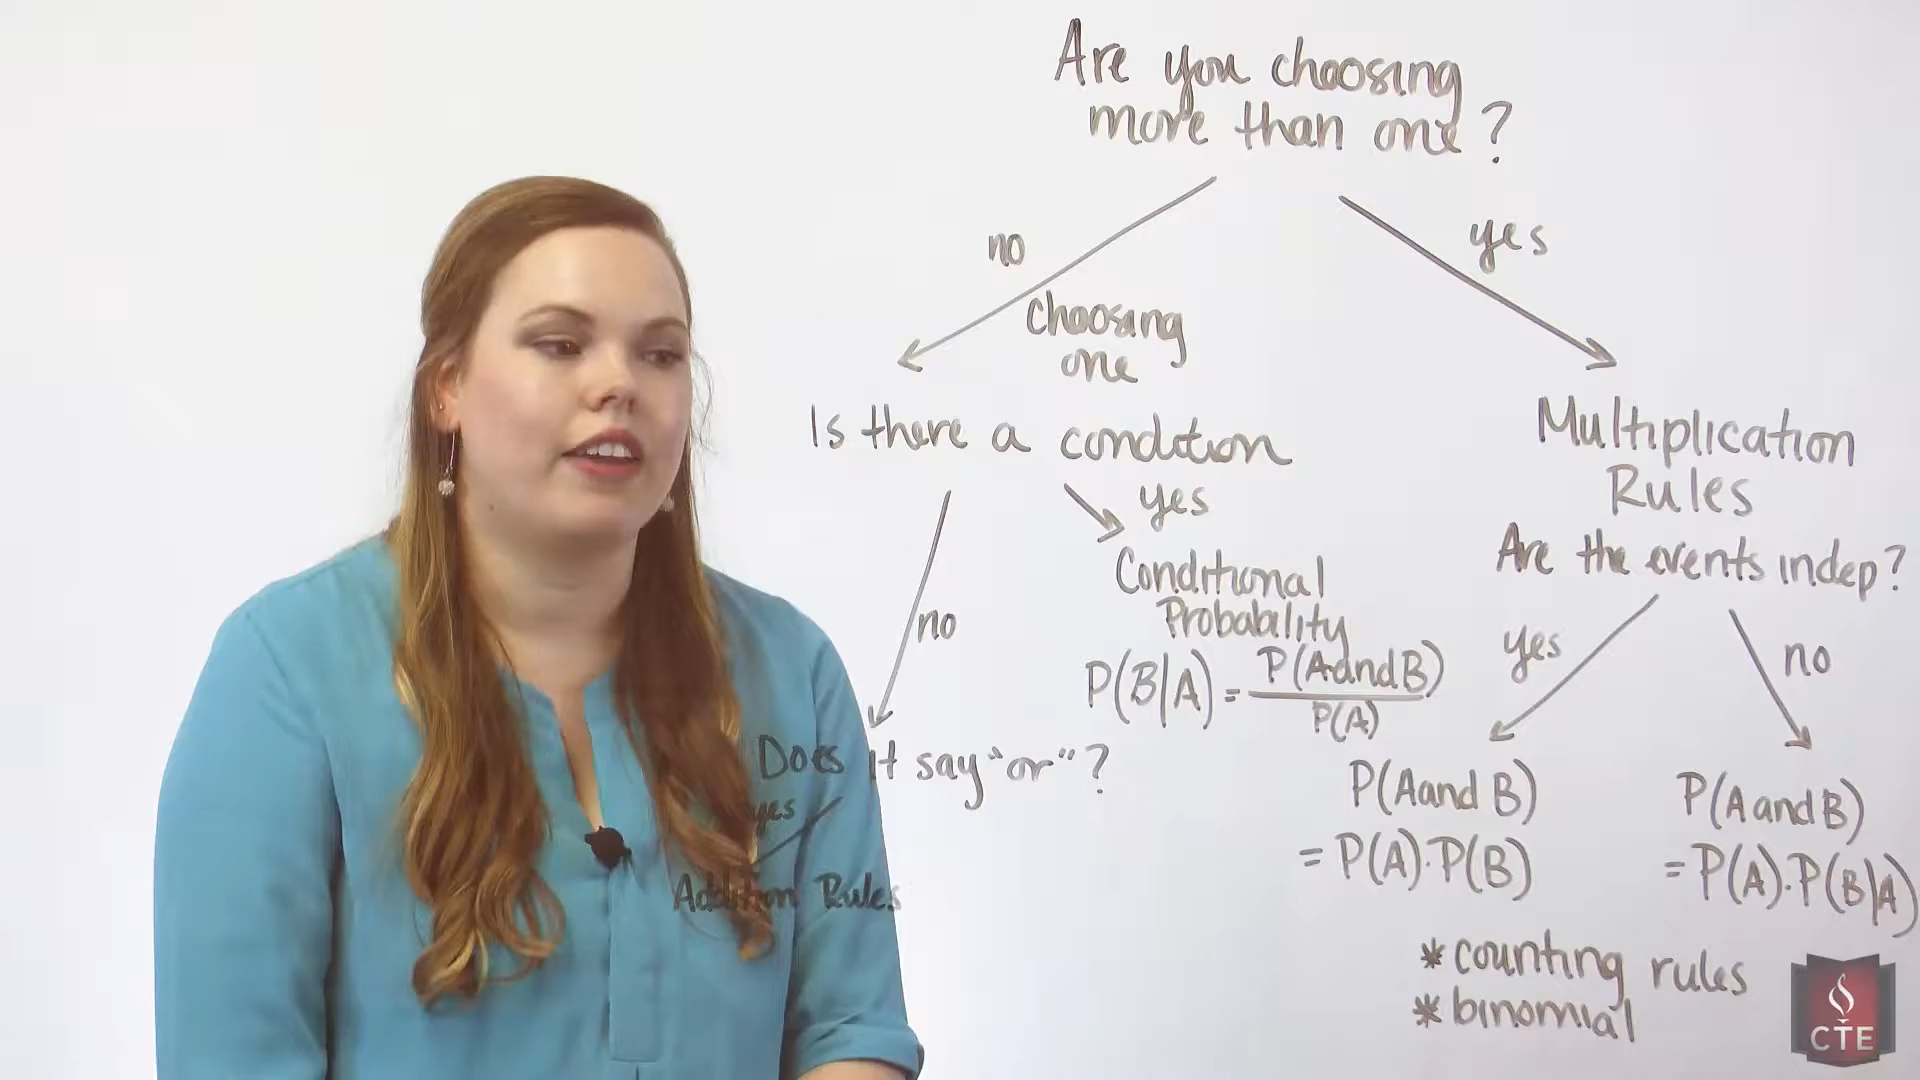 Are you choosing
more than one?
no
yes
Choosing
one
Is there a condition
yes
no
Conditional
Probability
P(B|A) = P(A and B)
P(A)
Does it say "or"?
yes
Addition Rules
Multiplication
Rules
Are the events indep?
yes
no
P(A and B)
= P(A)·P(B)
P(A and B)
= P(A)·P(B|A)
* counting rules
* binomial
CTE